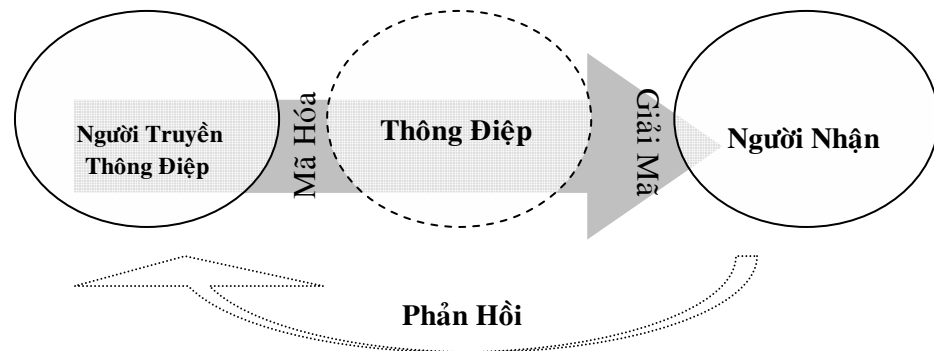 Người Truyền
Thông Điệp
Mã Hóa
Thông Điệp
Giải Mã
Người Nhận
Phản Hồi